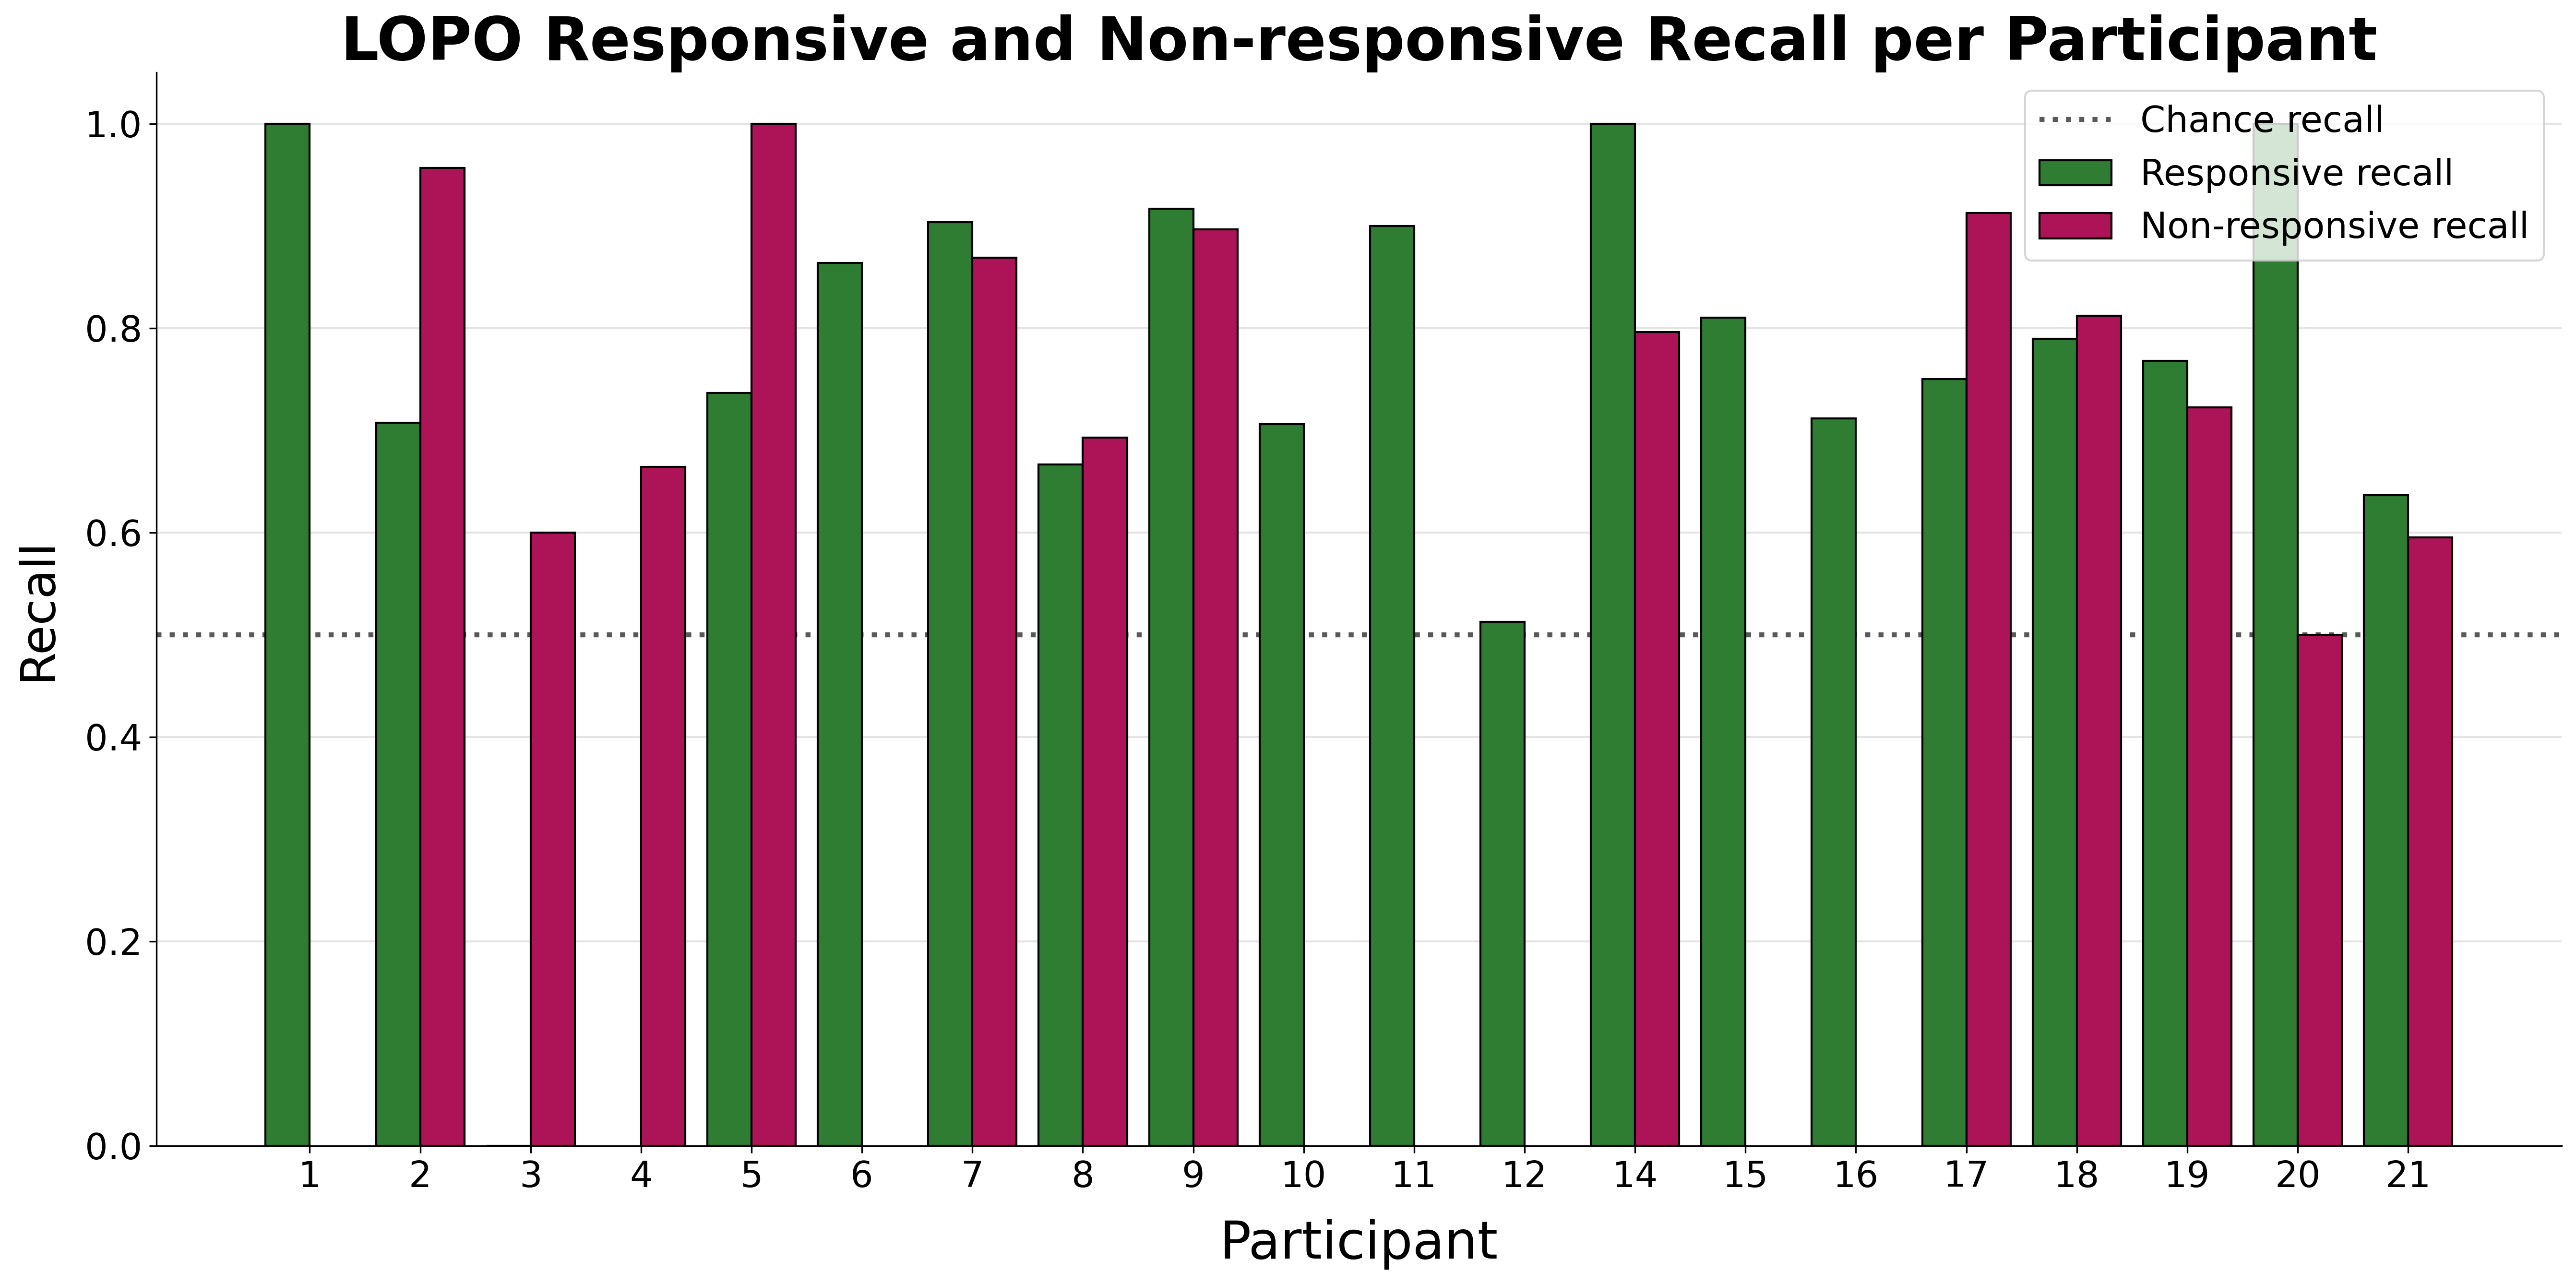 LOPO Responsive and Non-responsive Recall per Participant
Chance recall
Responsive recall
Non-responsive recall
1.0
0.8
0.6
0.4
0.2
0.0
Recall
1 2 3 4 5 6 7 8 9 10 11 12 14 15 16 17 18 19 20 21
Participant